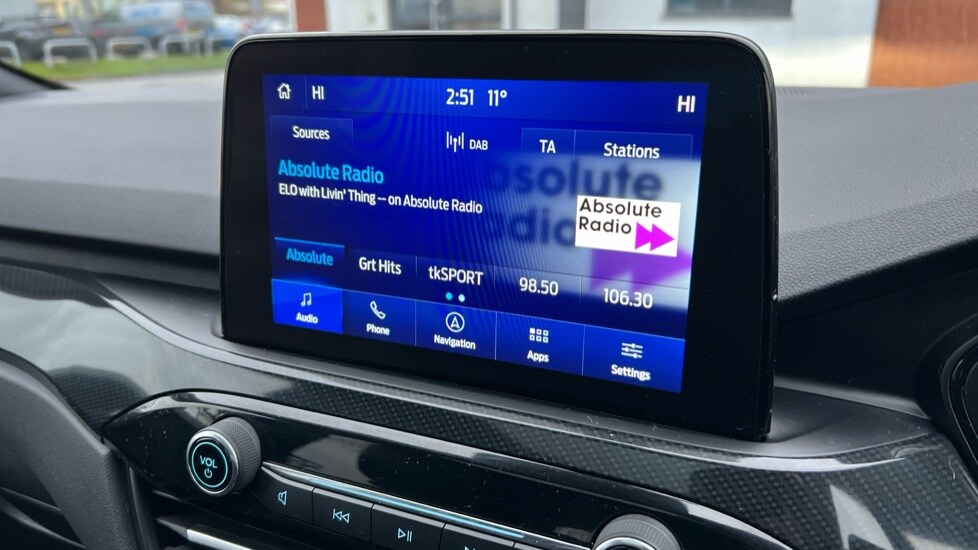 HI 2:51 11° HI
Sources DAB TA Stations
Absolute Radio
ELO with Livin' Thing -- on Absolute Radio
Absolute
Radio
Absolute Grt Hits tkSPORT 98.50 106.30
Audio Phone Navigation Apps Settings
VOL